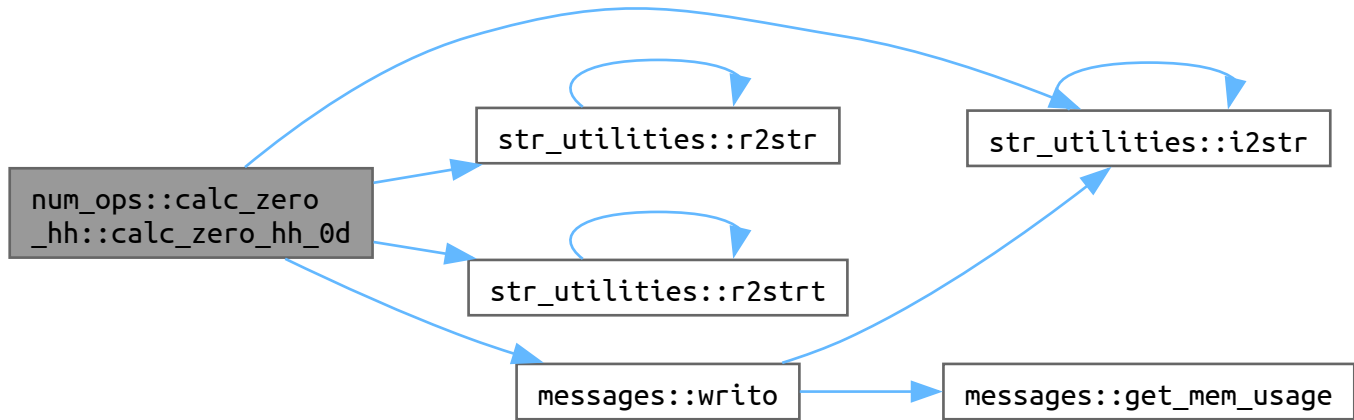 num_ops::calc_zero
_hh::calc_zero_hh_0d
str_utilities::r2str
str_utilities::r2strt
messages::writo
str_utilities::i2str
messages::get_mem_usage